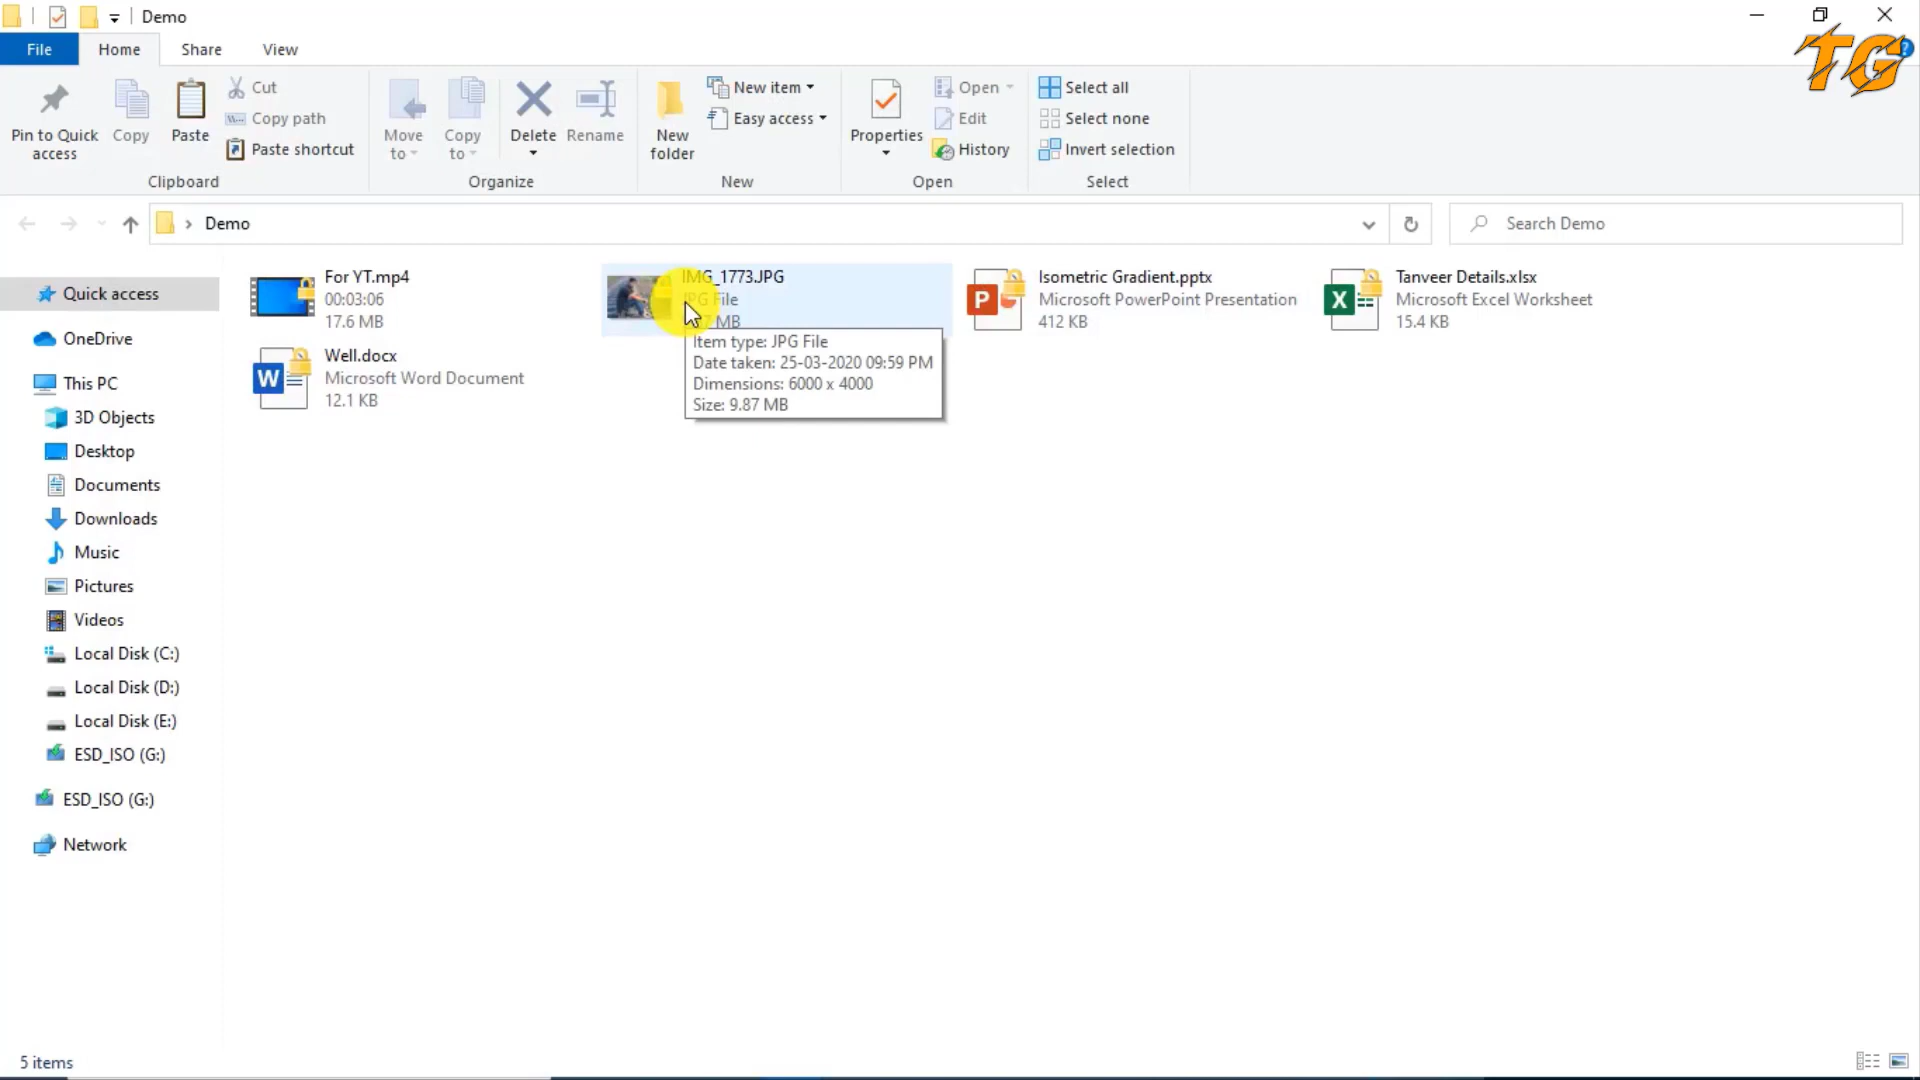 Demo
File Home Share View
TG
Pin to Quick access
Copy
Paste
Cut
Copy path
Paste shortcut
Clipboard
Move to
Copy to
Delete
Rename
Organize
New folder
New item
Easy access
New
Properties
Open
Edit
History
Open
Select all
Select none
Invert selection
Select
Demo
Search Demo
Quick access
OneDrive
This PC
3D Objects
Desktop
Documents
Downloads
Music
Pictures
Videos
Local Disk (C:)
Local Disk (D:)
Local Disk (E:)
ESD_ISO (G:)
ESD_ISO (G:)
Network
For YT.mp4
00:03:06
17.6 MB
IMG_1773.JPG
JPG File
MB
Item type: JPG File
Date taken: 25-03-2020 09:59 PM
Dimensions: 6000 x 4000
Size: 9.87 MB
Isometric Gradient.pptx
Microsoft PowerPoint Presentation
412 KB
Tanveer Details.xlsx
Microsoft Excel Worksheet
15.4 KB
Well.docx
Microsoft Word Document
12.1 KB
5 items